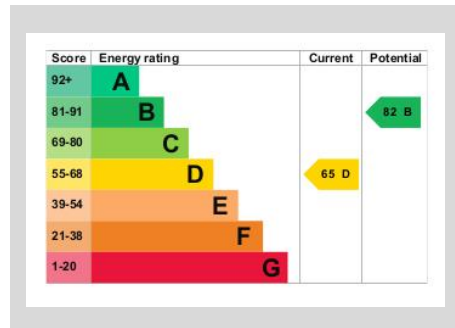 Score Energy rating Current Potential
92+ A
81-91 B 82 B
69-80 C
55-68 D 65 D
39-54 E
21-38 F
1-20 G